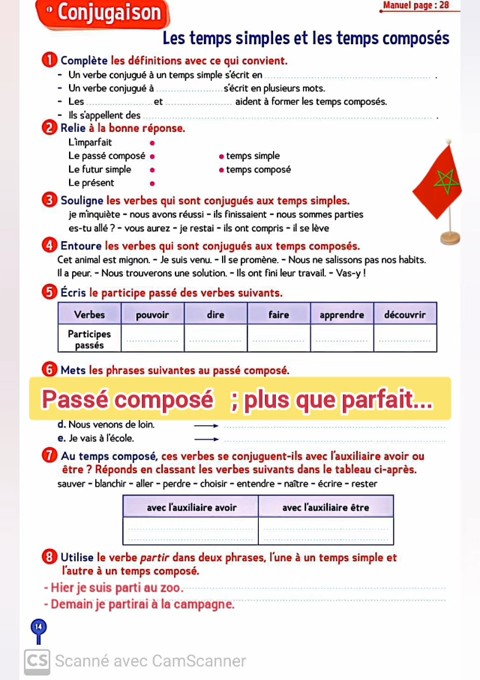 Conjugaison
Manuel page : 28
Les temps simples et les temps composés
1 Complète les définitions avec ce qui convient.
- Un verbe conjugué à un temps simple s'écrit en .
- Un verbe conjugué à s'écrit en plusieurs mots.
- Les et aident à former les temps composés.
- Ils s'appellent des .
2 Relie à la bonne réponse.
L'imparfait
Le passé composé • • temps simple
Le futur simple • • temps composé
Le présent •
3 Souligne les verbes qui sont conjugués aux temps simples.
je m'inquiète - nous avons réussi - ils finissaient - nous sommes parties
es-tu allé ? - vous aurez - je restai - ils ont compris - il se lève
4 Entoure les verbes qui sont conjugués aux temps composés.
Cet animal est mignon. - Je suis venu. - Il se promène. - Nous ne salissons pas nos habits.
Il a peur. - Nous trouverons une solution. - Ils ont fini leur travail. - Vas-y !
5 Écris le participe passé des verbes suivants.
Verbes pouvoir dire faire apprendre découvrir
Participes
passés
6 Mets les phrases suivantes au passé composé.
Passé composé ; plus que parfait...
d. Nous venons de loin.
e. Je vais à l'école.
7 Au temps composé, ces verbes se conjuguent-ils avec l'auxiliaire avoir ou
être ? Réponds en classant les verbes suivants dans le tableau ci-après.
sauver - blanchir - aller - perdre - choisir - entendre - naître - écrire - rester
avec l'auxiliaire avoir avec l'auxiliaire être
8 Utilise le verbe partir dans deux phrases, l'une à un temps simple et
l'autre à un temps composé.
- Hier je suis parti au zoo.
- Demain je partirai à la campagne.
14
CS Scanné avec CamScanner